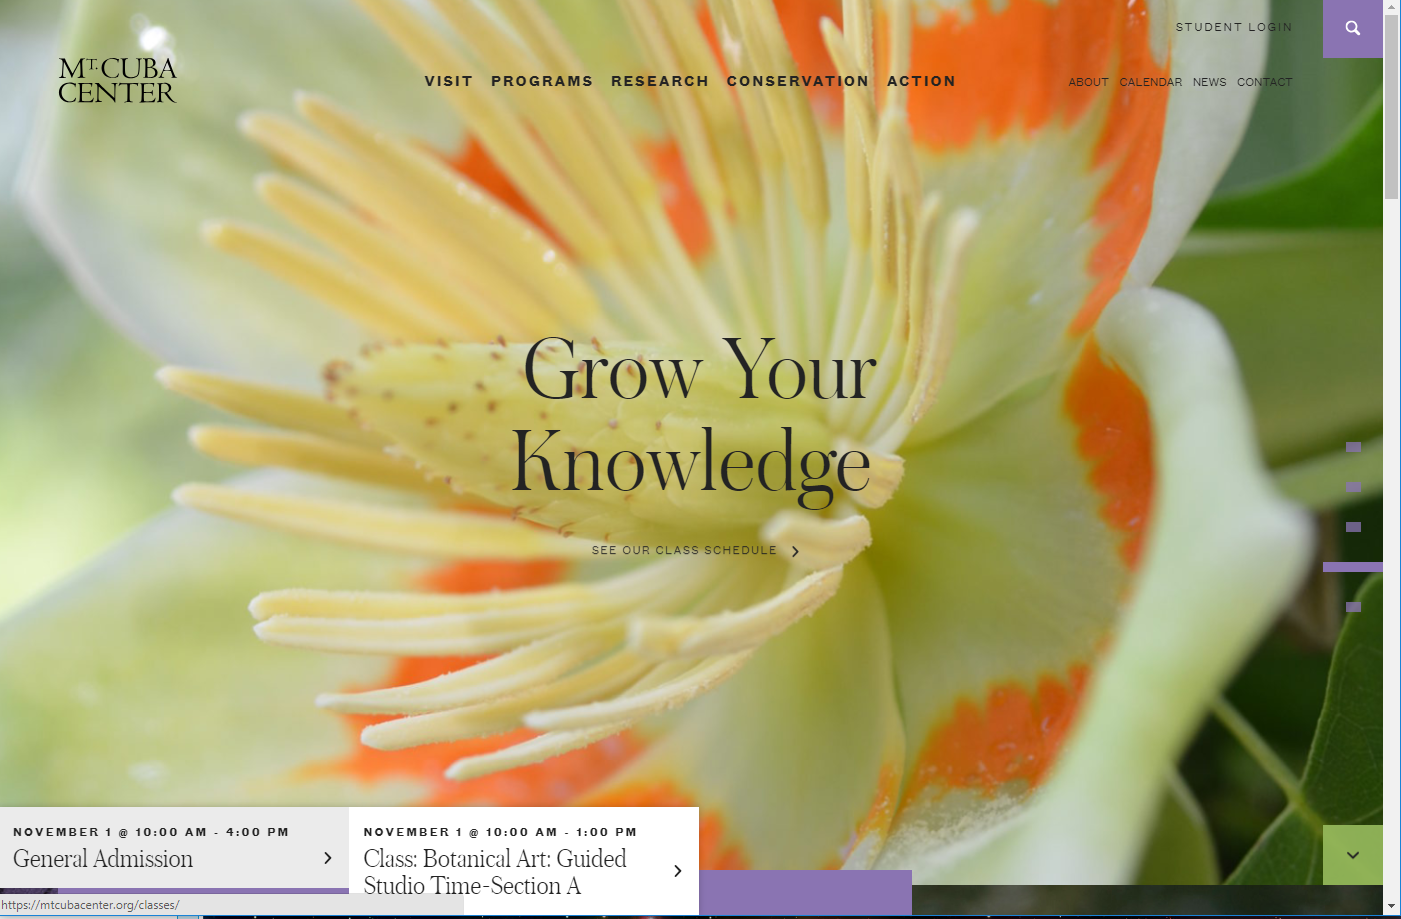 STUDENT LOGIN
MT. CUBA
CENTER
VISIT PROGRAMS RESEARCH CONSERVATION ACTION
ABOUT CALENDAR NEWS CONTACT
Grow Your
Knowledge
SEE OUR CLASS SCHEDULE
NOVEMBER 1 @ 10:00 AM - 4:00 PM
General Admission
NOVEMBER 1 @ 10:00 AM - 1:00 PM
Class: Botanical Art: Guided
Studio Time-Section A
https://mtcubacenter.org/classes/